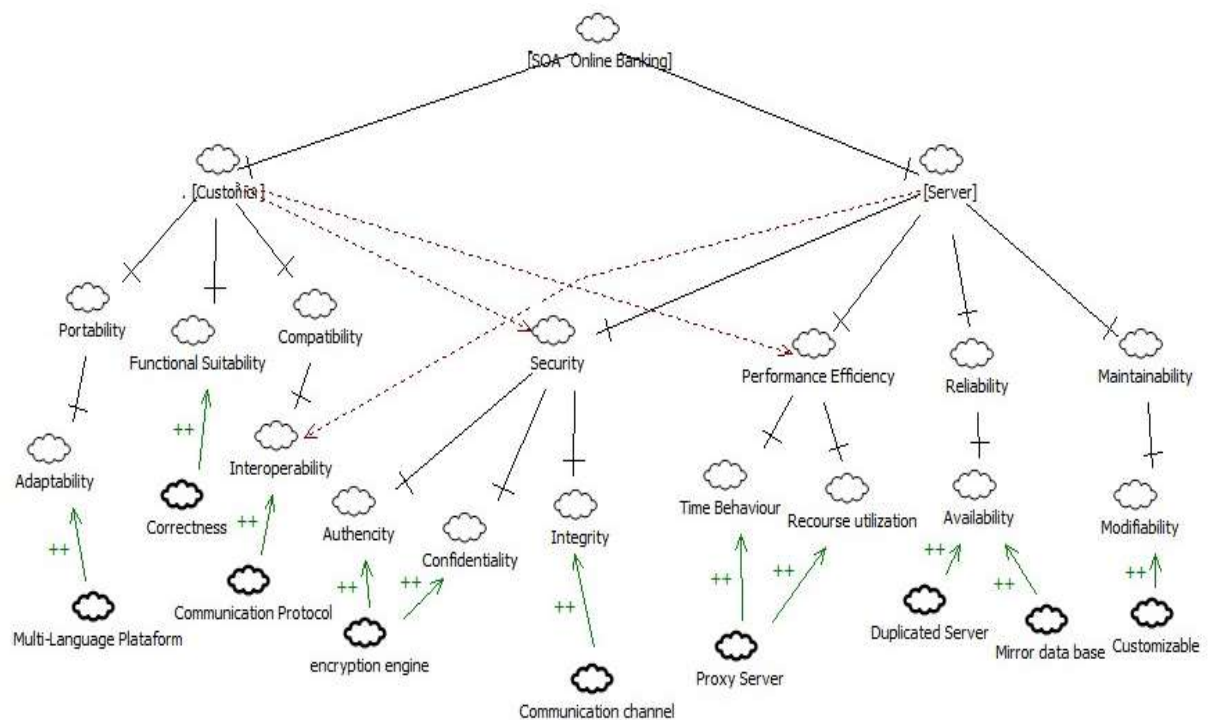 [SOA Online Banking]
[Server]
Portability
Functional Suitability
Compatibility
Security
Performance Efficiency
Reliability
Maintainability
Adaptability
++
Correctness
Interoperability
++
Authencity
Confidentiality
Integrity
Time Behaviour
Recourse utilization
Availability
Modifiability
++
Multi-Language Plataform
Communication Protocol
++
++
encryption engine
++
Communication channel
++
++
Proxy Server
++
Duplicated Server
++
Mirror data base
++
Customizable